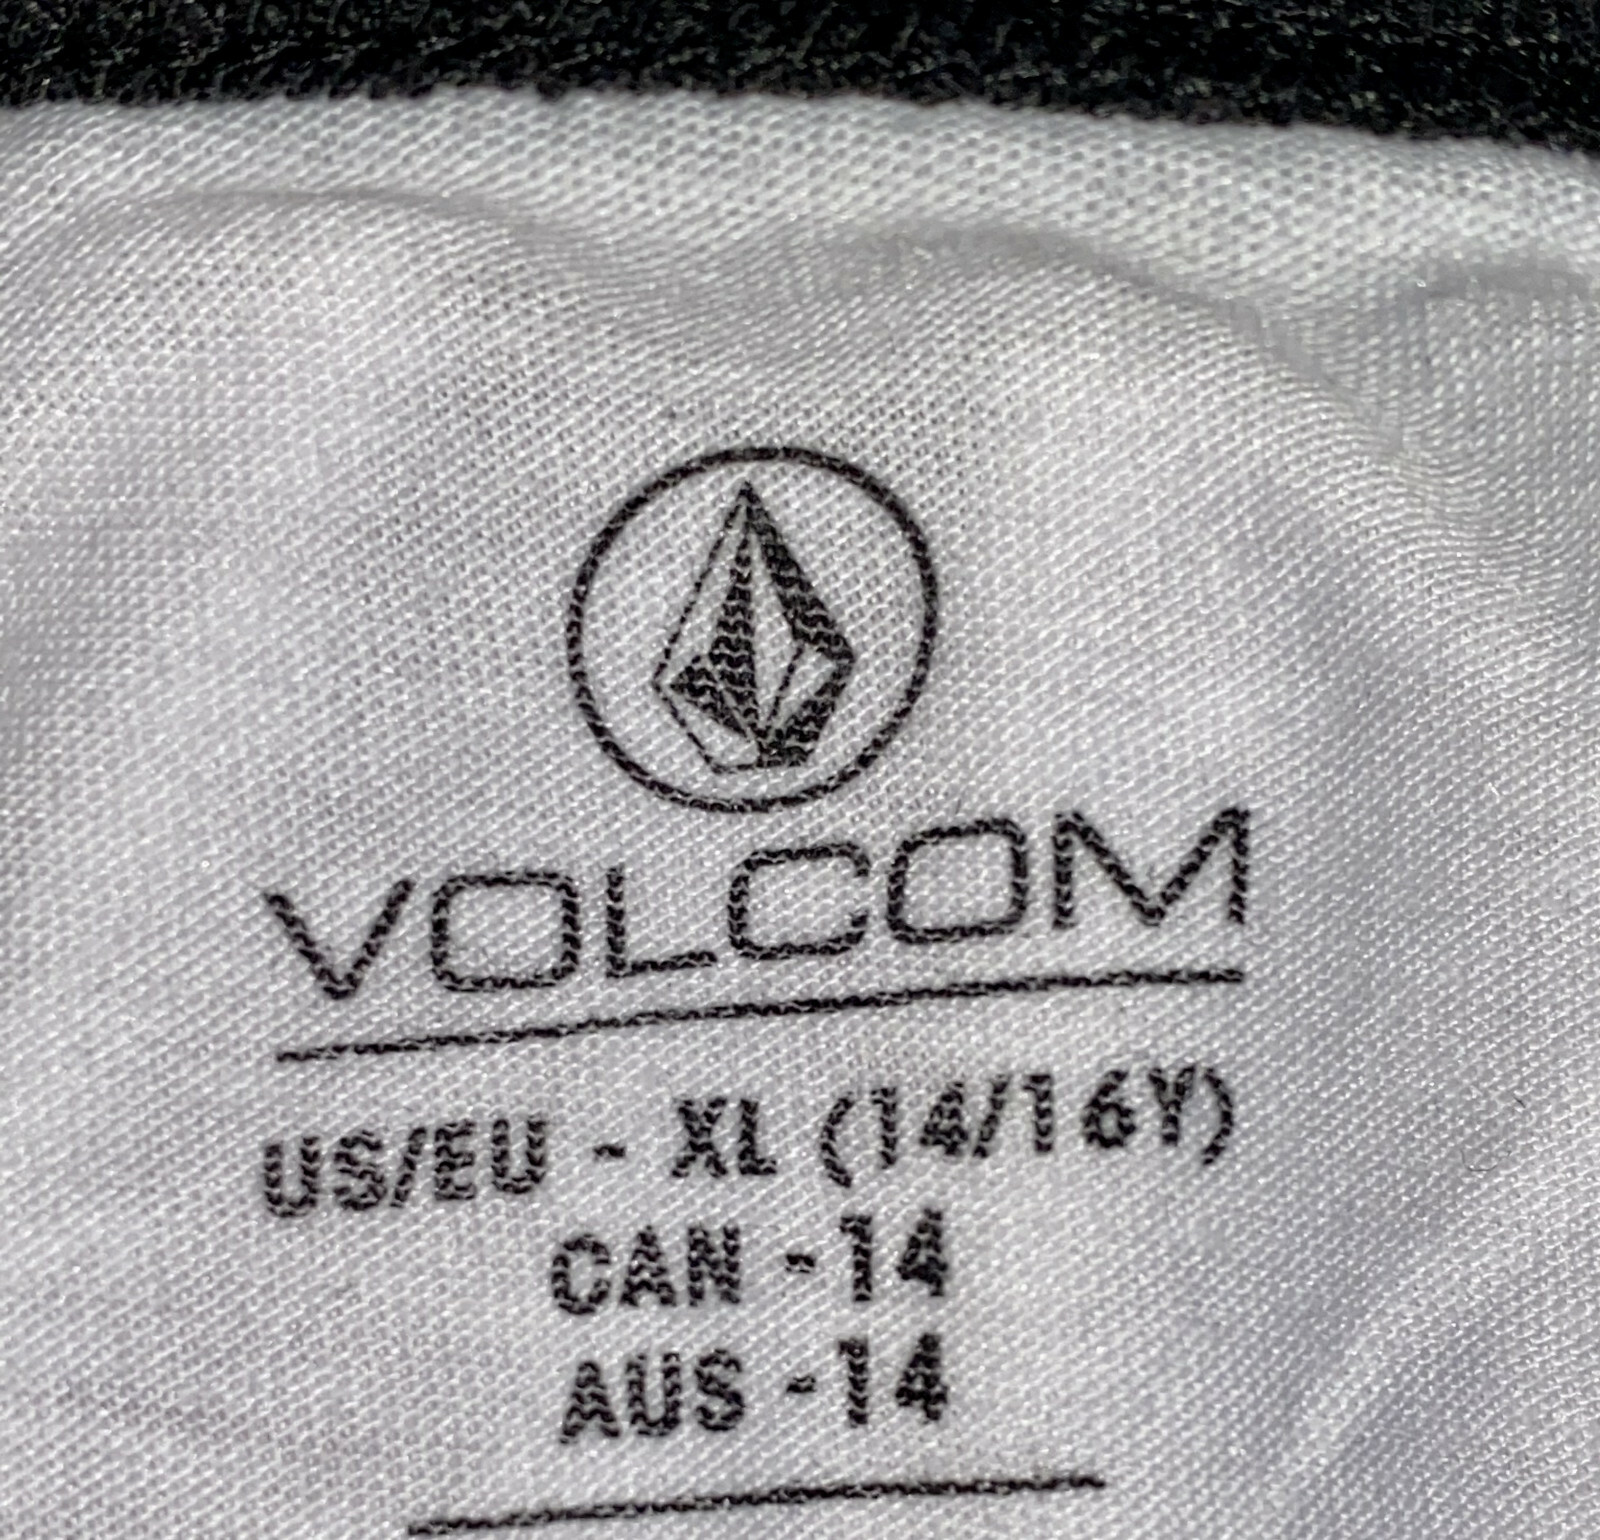 VOLCOM
US/EU - XL (14/16Y)
CAN - 14
AUS - 14